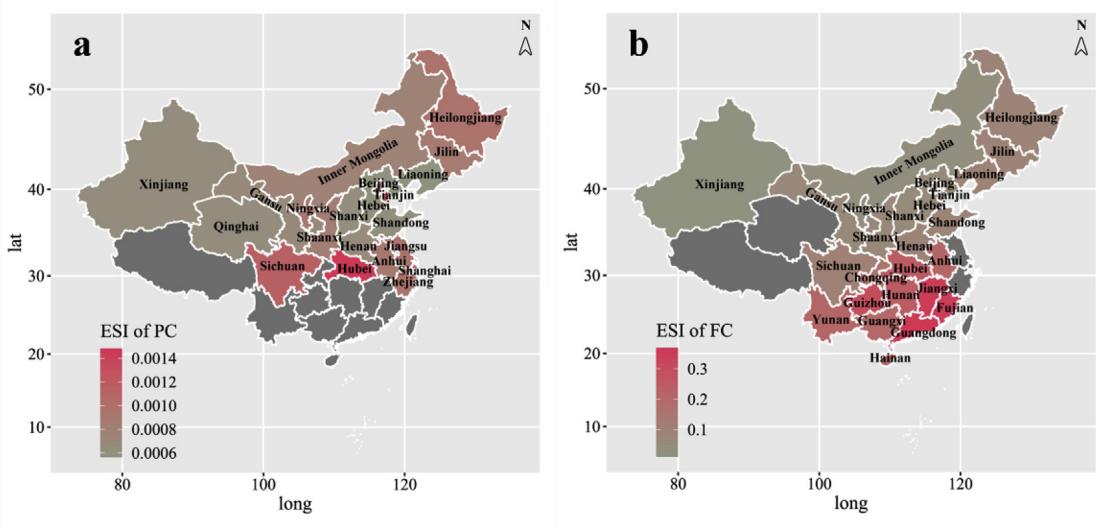 a
N
50
40
30
20
10
lat
80
100
120
long
Heilongjiang
Jilin
Inner Mongolia
Liaoning
Xinjiang
Beijing
Tianjin
Gansu
Hebei
Ningxia
Shanxi
Qinghai
Shandong
Shaanxi
Henan
Jiangsu
Sichuan
Hubei
Anhui
Shanghai
Zhejiang
ESI of PC
0.0014
0.0012
0.0010
0.0008
0.0006
b
N
50
40
30
20
10
lat
80
100
120
long
Heilongjiang
Jilin
Inner Mongolia
Liaoning
Xinjiang
Beijing
Tianjin
Gansu
Hebei
Ningxia
Shanxi
Shandong
Shaanxi
Henan
Sichuan
Hubei
Anhui
Chongqing
Jiangxi
Hunan
Guizhou
Fujian
Yunan
Guangxi
Guangdong
Hainan
ESI of FC
0.3
0.2
0.1